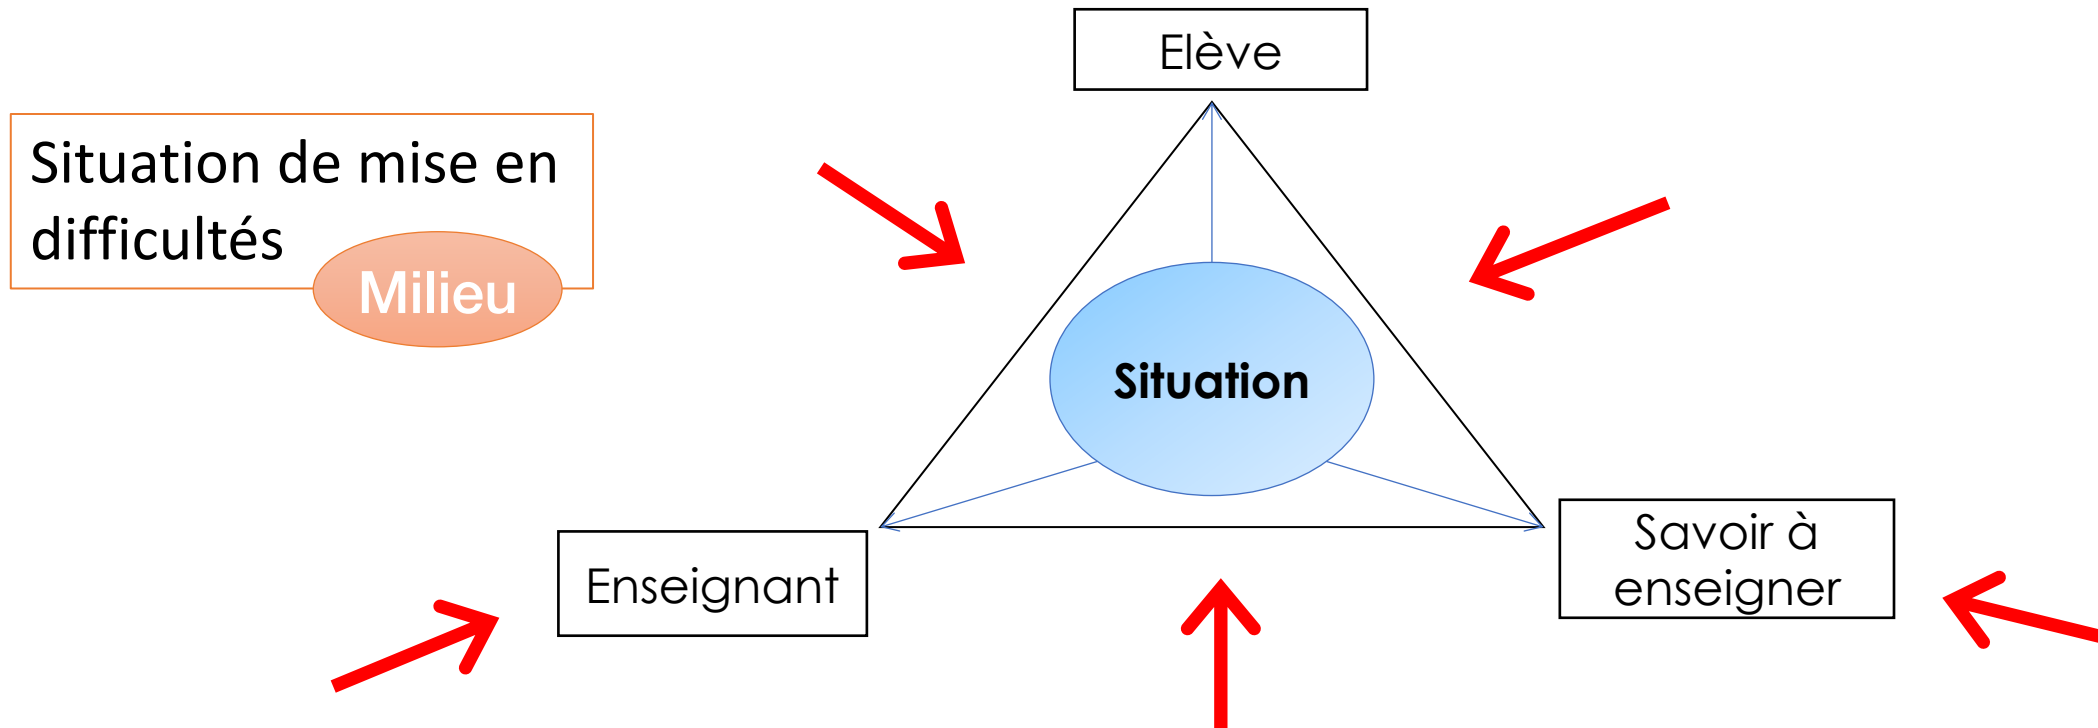 Elève
Situation de mise en
difficultés
Milieu
Situation
Enseignant
Savoir à
enseigner